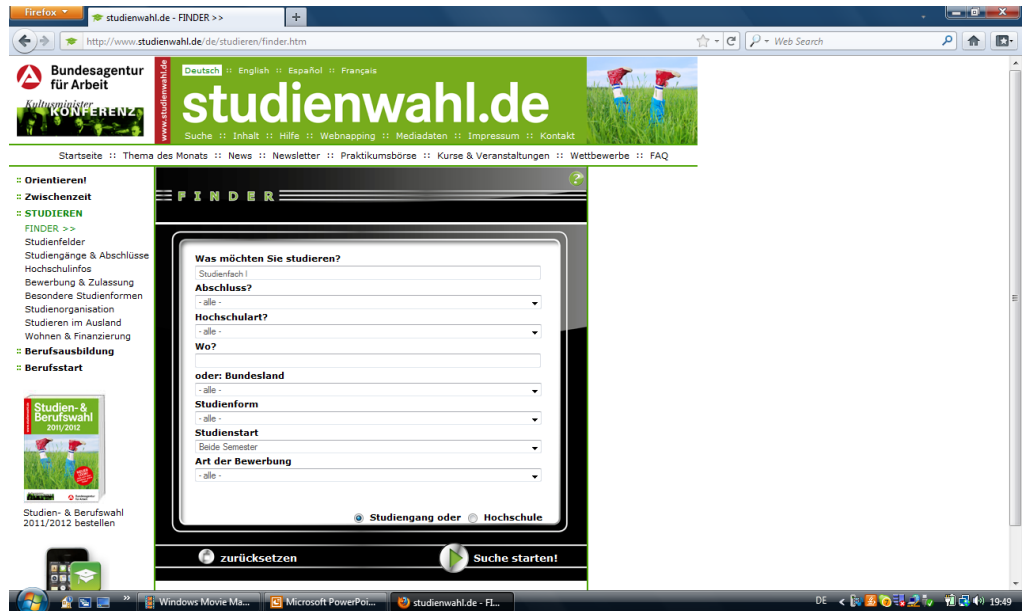 Firefox
studienwahl.de - FINDER >>
http://www.studienwahl.de/de/studieren/finder.htm
Web Search
Bundesagentur
für Arbeit
Kultusminister
KONFERENZ
www.studienwahl.de
Deutsch :: English :: Español :: Français
studienwahl.de
Suche :: Inhalt :: Hilfe :: Webnapping :: Mediadaten :: Impressum :: Kontakt
Startseite :: Thema des Monats :: News :: Newsletter :: Praktikumsbörse :: Kurse & Veranstaltungen :: Wettbewerbe :: FAQ
:: Orientieren!
:: Zwischenzeit
:: STUDIEREN
FINDER >>
Studienfelder
Studiengänge & Abschlüsse
Hochschulinfos
Bewerbung & Zulassung
Besondere Studienformen
Studienorganisation
Studieren im Ausland
Wohnen & Finanzierung
:: Berufsausbildung
:: Berufsstart
Studien- &
Berufswahl
2011/2012
Studien- & Berufswahl
2011/2012 bestellen
FINDER
Was möchten Sie studieren?
Studienfach I
Abschluss?
- alle -
Hochschulart?
- alle -
Wo?
oder: Bundesland
- alle -
Studienform
- alle -
Studienstart
Beide Semester
Art der Bewerbung
- alle -
Studiengang oder Hochschule
zurücksetzen
Suche starten!
Windows Movie Ma...
Microsoft PowerPoi...
studienwahl.de - FI...
DE
19:49